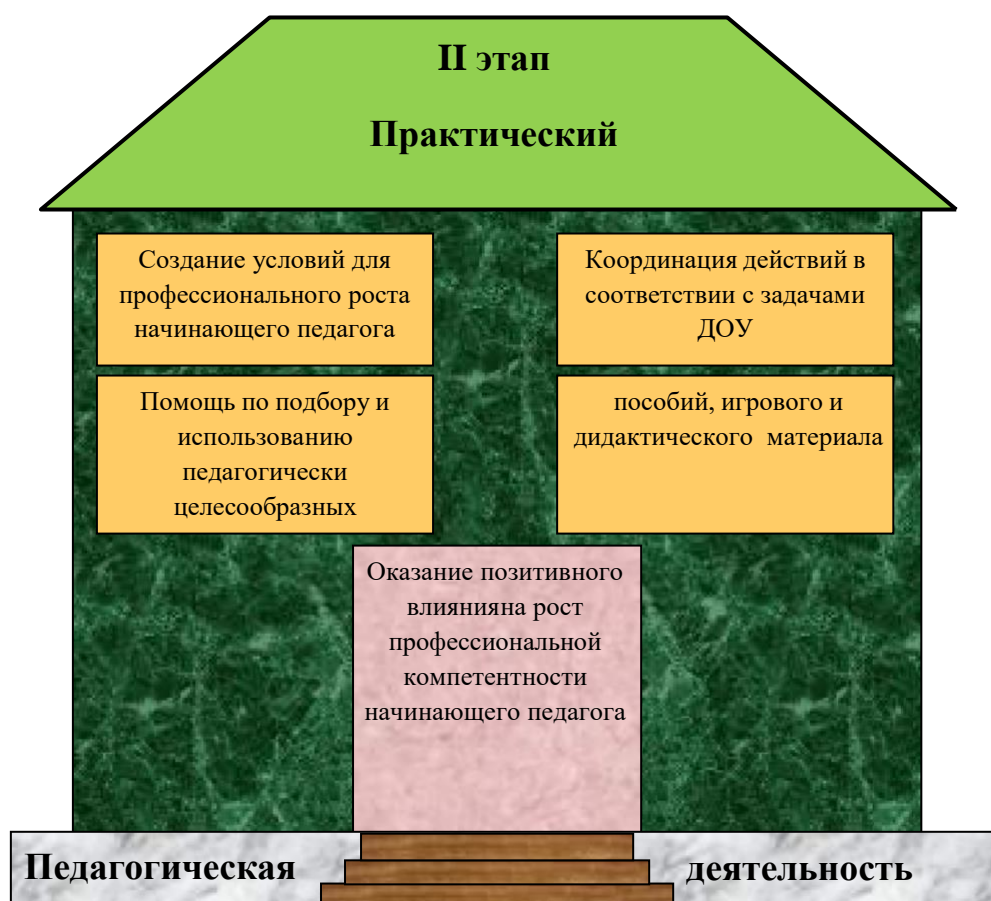 II этап
Практический
Создание условий для
профессионального роста
начинающего педагога
Координация действий в
соответствии с задачами
ДОУ
Помощь по подбору и
использованию
педагогически
целесообразных
пособий, игрового и
дидактического материала
Оказание позитивного
влиянияна рост
профессиональной
компетентности
начинающего педагога
Педагогическая
деятельность